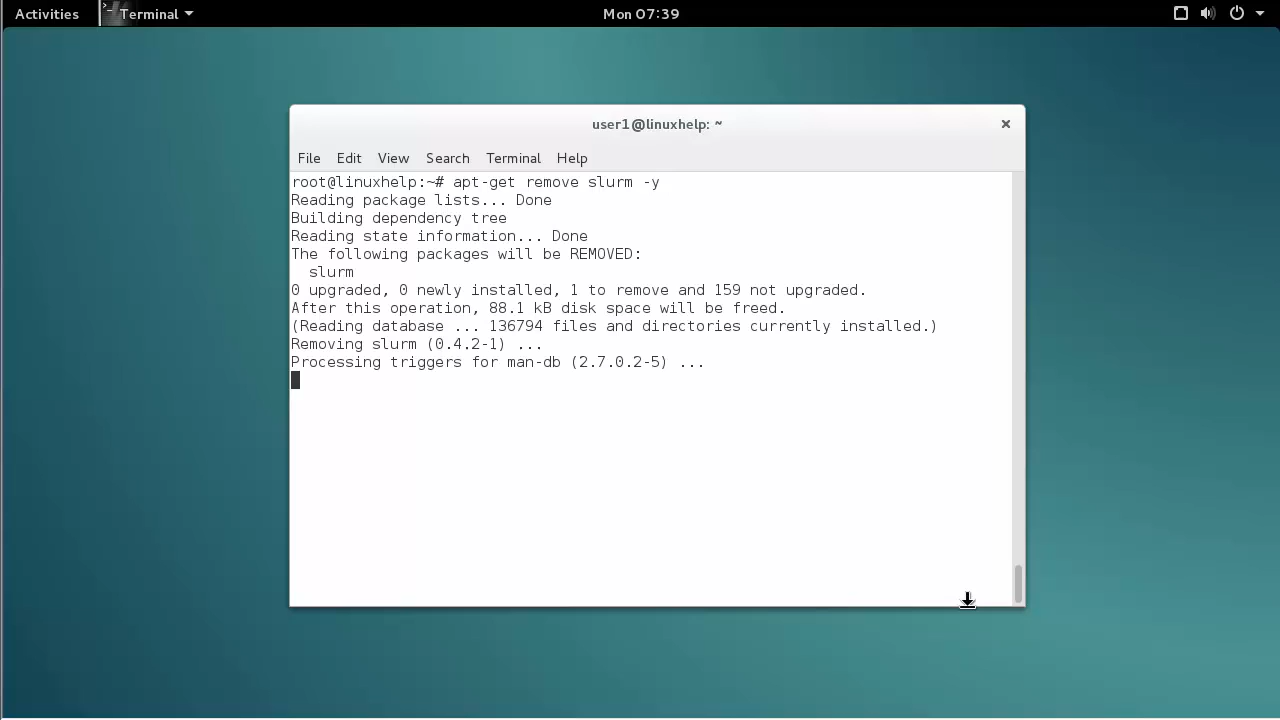 Activities Terminal Mon 07:39
user1@linuxhelp: ~
File Edit View Search Terminal Help
root@linuxhelp:~# apt-get remove slurm -y
Reading package lists... Done
Building dependency tree
Reading state information... Done
The following packages will be REMOVED:
  slurm
0 upgraded, 0 newly installed, 1 to remove and 159 not upgraded.
After this operation, 88.1 kB disk space will be freed.
(Reading database ... 136794 files and directories currently installed.)
Removing slurm (0.4.2-1) ...
Processing triggers for man-db (2.7.0.2-5) ...